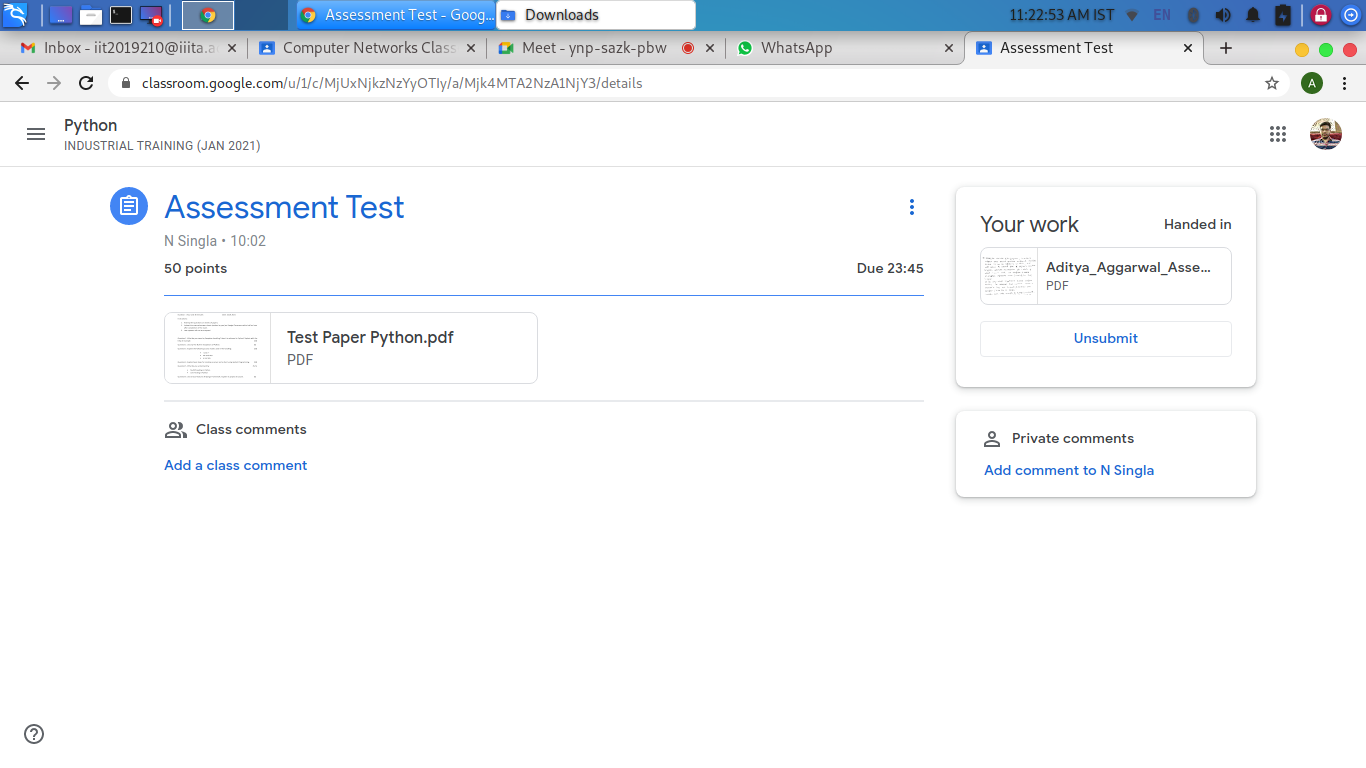 Assessment Test - Goog...
Downloads
11:22:53 AM IST
EN
Inbox - iit2019210@iiita.a
Computer Networks Class
Meet - ynp-sazk-pbw
WhatsApp
Assessment Test
classroom.google.com/u/1/c/MjUxNjkzNzYyOTIy/a/Mjk4MTA2NzA1NjY3/details
A
Python
INDUSTRIAL TRAINING (JAN 2021)
Assessment Test
N Singla • 10:02
50 points
Due 23:45
Test Paper Python.pdf
PDF
Class comments
Add a class comment
Your work
Handed in
Aditya_Aggarwal_Asse...
PDF
Unsubmit
Private comments
Add comment to N Singla